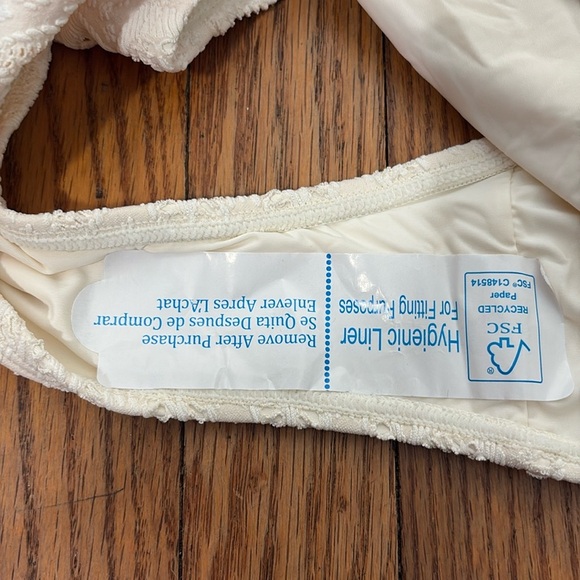 Hygienic Liner
For Fitting Purposes
Remove After Purchase
Se Quita Despues de Comprar
Enlever Apres L'Achat
®
FSC
RECYCLED
Paper
FSC® C148514